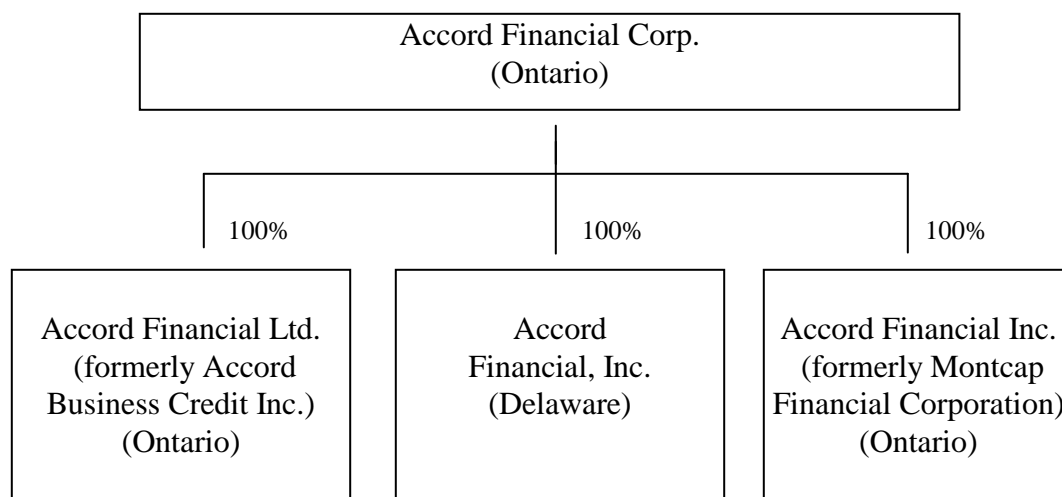 Accord Financial Corp.
(Ontario)
100%
100%
100%
Accord Financial Ltd.
(formerly Accord
Business Credit Inc.)
(Ontario)
Accord
Financial, Inc.
(Delaware)
Accord Financial Inc.
(formerly Montcap
Financial Corporation)
(Ontario)